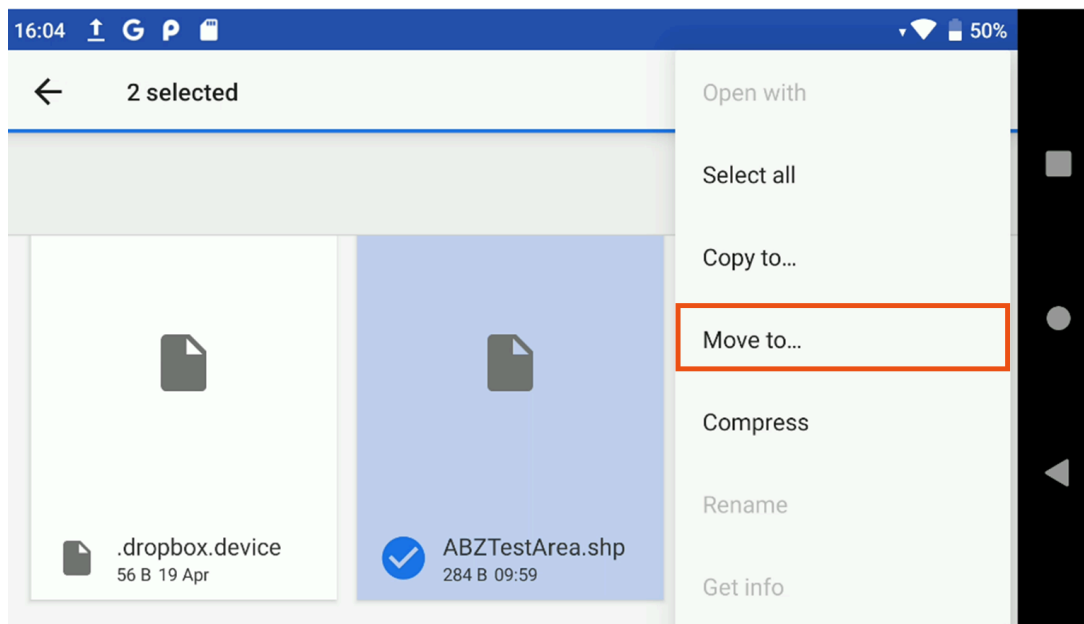 16:04
50%
2 selected
Open with
Select all
Copy to...
Move to...
Compress
Rename
Get info
.dropbox.device
56 B 19 Apr
ABZTestArea.shp
284 B 09:59